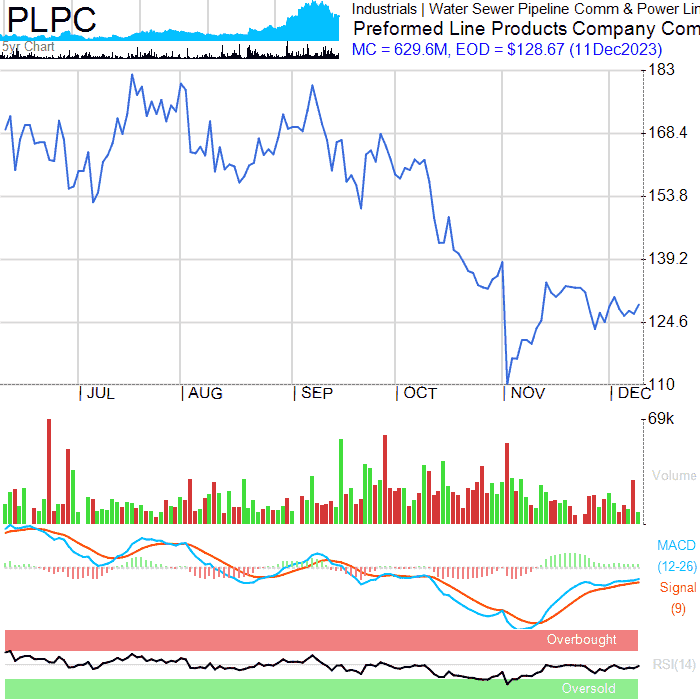 PLPC
5yr Chart
Industrials | Water Sewer Pipeline Comm & Power Lin
Preformed Line Products Company Com
MC = 629.6M, EOD = $128.67 (11Dec2023)
183
168.4
153.8
139.2
124.6
110
| JUL | AUG | SEP | OCT | NOV | DEC
69k
Volume
MACD
(12-26)
Signal
(9)
Overbought
RSI(14)
Oversold